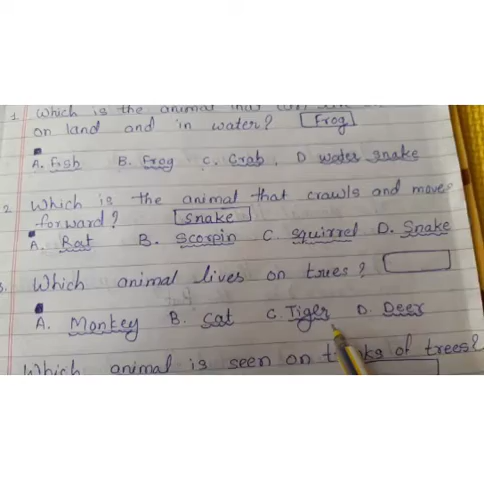 1 Which is the animal that live
on land and in water? Frog
A. Fish B. Frog C. Crab. D water snake
2 Which is the animal that crawls and moves
forward? snake
A. Rat B. Scorpin C. squirrel D. Snake
3. Which animal lives on trees?
A. Monkey B. Cat C. Tiger D. Deer
Which animal is seen on of trees?